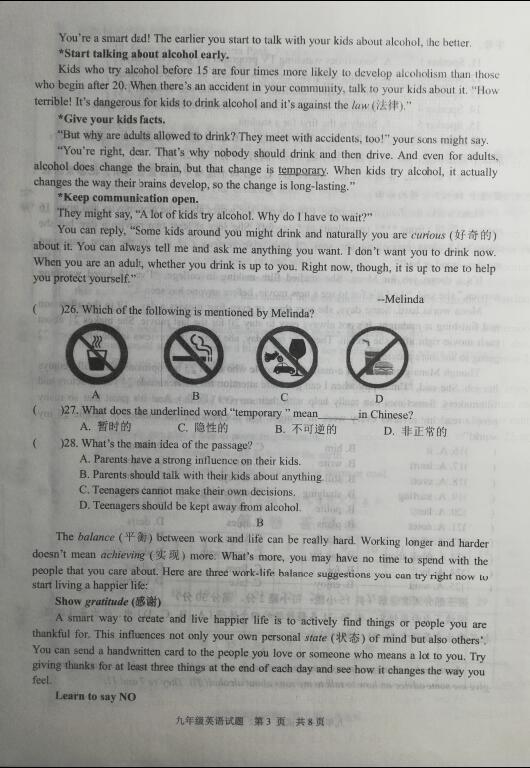 You're a smart dad! The earlier you start to talk with your kids about alcohol, the better.
*Start talking about alcohol early.
Kids who try alcohol before 15 are four times more likely to develop alcoholism than those
who begin after 20. When there's an accident in your community, talk to your kids about it. "How
terrible! It's dangerous for kids to drink alcohol and it's against the law (法律)."
*Give your kids facts.
"But why are adults allowed to drink? They meet with accidents, too!" your sons might say.
"You're right, dear. That's why nobody should drink and then drive. And even for adults,
alcohol does change the brain, but that change is temporary. When kids try alcohol, it actually
changes the way their brains develop, so the change is long-lasting."
*Keep communication open.
They might say, "A lot of kids try alcohol. Why do I have to wait?"
You can reply, "Some kids around you might drink and naturally you are curious (好奇的)
about it. You can always tell me and ask me anything you want. I don't want you to drink now.
When you are an adult, whether you drink is up to you. Right now, though, it is up to me to help
you protect yourself."
--Melinda
( )26. Which of the following is mentioned by Melinda?
A B C D
( )27. What does the underlined word "temporary " mean_______in Chinese?
A. 暂时的 C. 隐性的 B. 不可逆的 D. 非正常的
( )28. What's the main idea of the passage?
A. Parents have a strong influence on their kids.
B. Parents should talk with their kids about anything.
C. Teenagers cannot make their own decisions.
D. Teenagers should be kept away from alcohol.
B
The balance (平衡) between work and life can be really hard. Working longer and harder
doesn't mean achieving (实现) more. What's more, you may have no time to spend with the
people that you care about. Here are three work-life balance suggestions you can try right now to
start living a happier life:
Show gratitude (感谢)
A smart way to create and live happier life is to actively find things or people you are
thankful for. This influences not only your own personal state (状态) of mind but also others'.
You can send a handwritten card to the people you love or someone who means a lot to you. Try
giving thanks for at least three things at the end of each day and see how it changes the way you
feel.
Learn to say NO
九年级英语试题 第 3 页 共 8 页